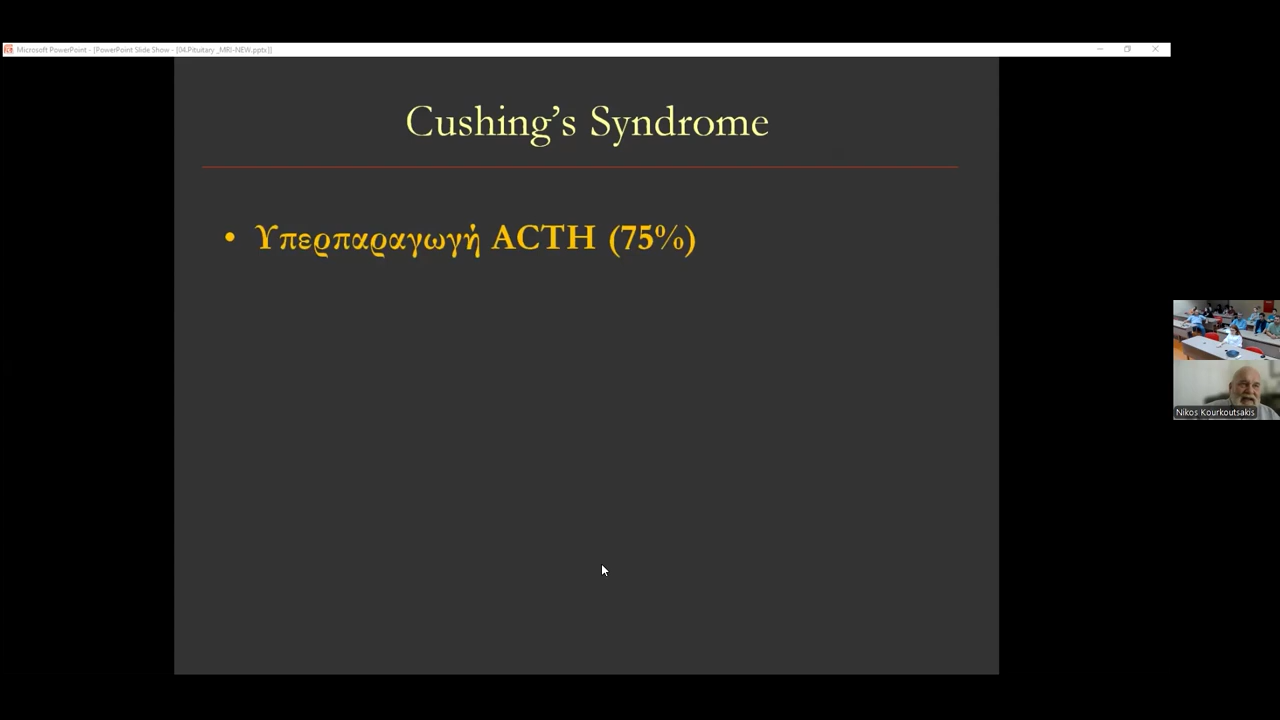 Microsoft PowerPoint - [PowerPoint Slide Show - [04.Pituitary _MRI-NEW.pptx]]
Cushing’s Syndrome
• Υπερπαραγωγή ACTH (75%)
Nikos Kourkoutsakis